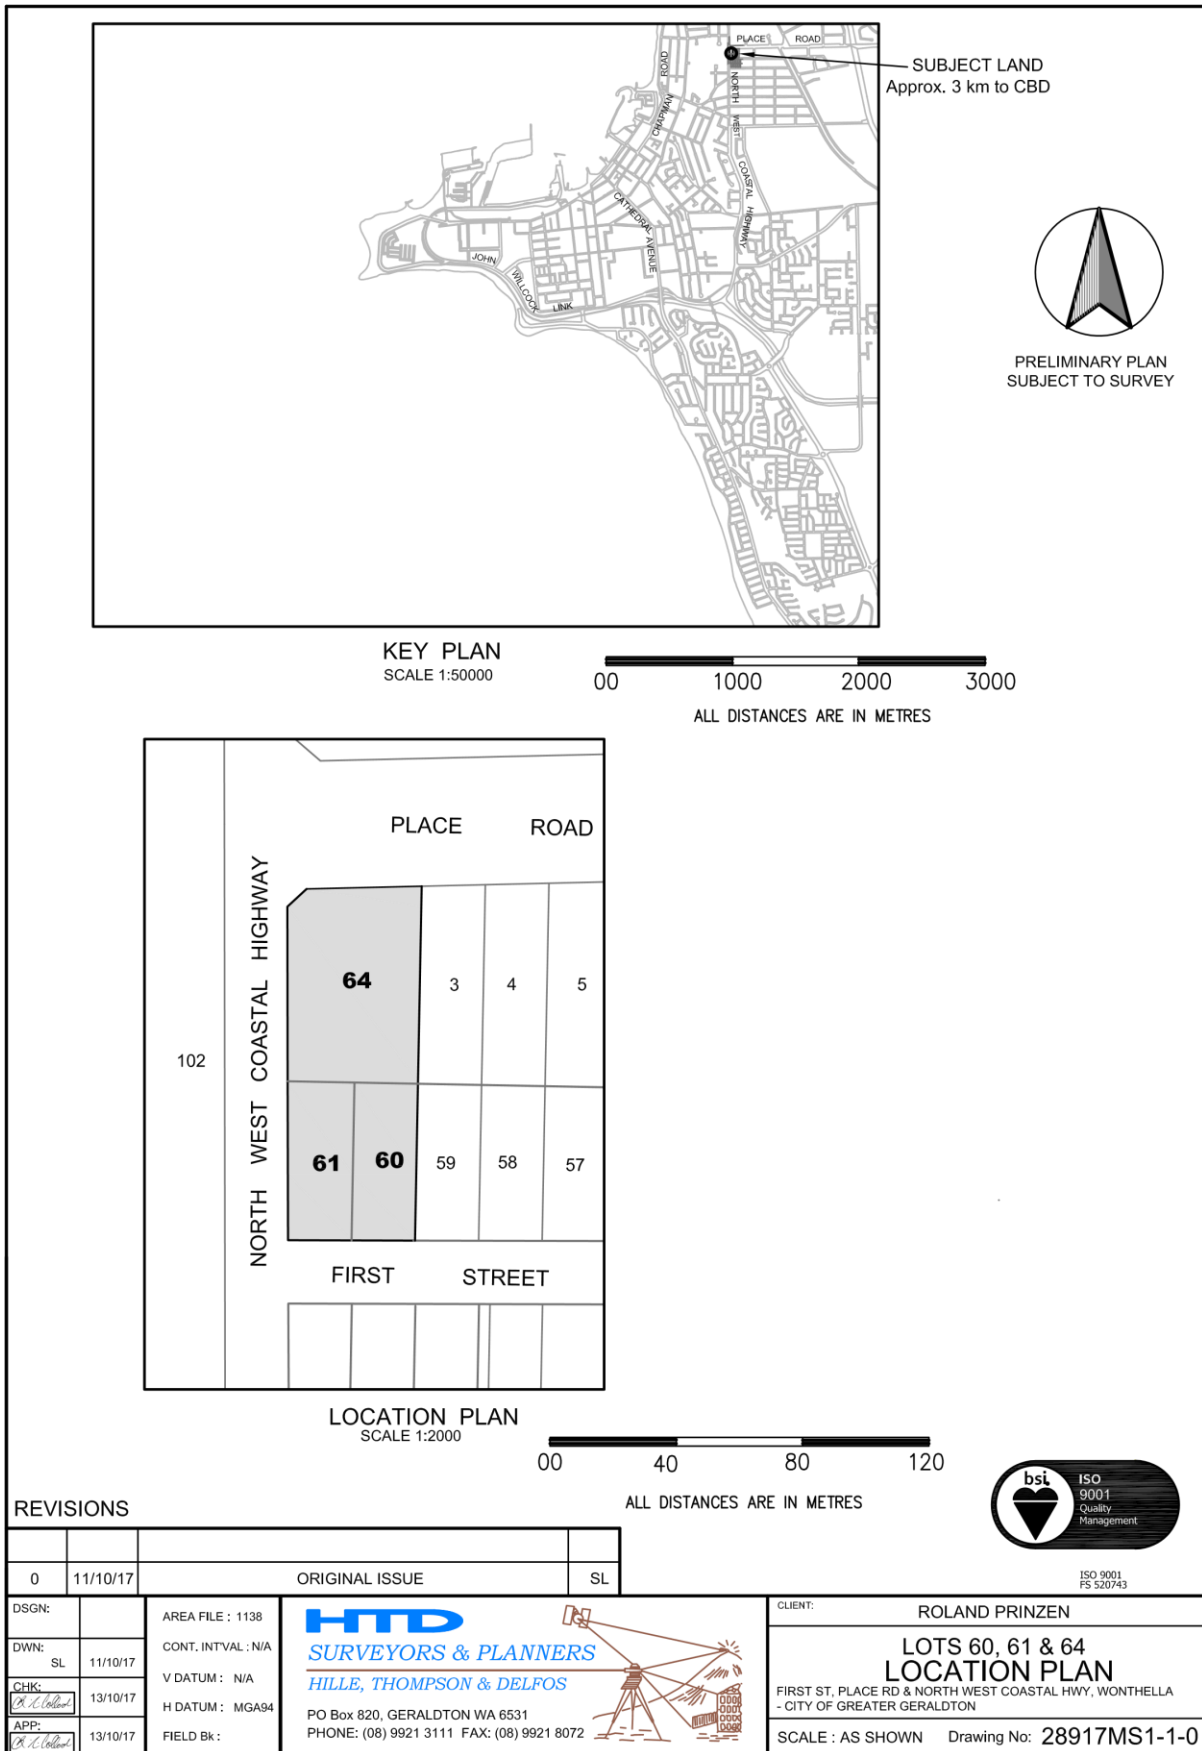 PLACE ROAD
SUBJECT LAND
Approx. 3 km to CBD
CHAPMAN ROAD
NORTH WEST COASTAL HIGHWAY
CATHEDRAL AVENUE
JOHN WILLCOCK LINK
PRELIMINARY PLAN
SUBJECT TO SURVEY
KEY PLAN
SCALE 1:50000
00 1000 2000 3000
ALL DISTANCES ARE IN METRES
PLACE ROAD
NORTH WEST COASTAL HIGHWAY
64 3 4 5
102
61 60 59 58 57
FIRST STREET
LOCATION PLAN
SCALE 1:2000
00 40 80 120
ALL DISTANCES ARE IN METRES
bsi.
ISO
9001
Quality
Management
ISO 9001
FS 520743
REVISIONS
0 11/10/17 ORIGINAL ISSUE SL
DSGN:
DWN:
SL 11/10/17
CHK:
13/10/17
APP:
13/10/17
AREA FILE : 1138
CONT. INT'VAL : N/A
V DATUM : N/A
H DATUM : MGA94
FIELD Bk :
HTD
SURVEYORS & PLANNERS
HILLE, THOMPSON & DELFOS
PO Box 820, GERALDTON WA 6531
PHONE: (08) 9921 3111 FAX: (08) 9921 8072
CLIENT:
ROLAND PRINZEN
LOTS 60, 61 & 64
LOCATION PLAN
FIRST ST, PLACE RD & NORTH WEST COASTAL HWY, WONTHELLA
- CITY OF GREATER GERALDTON
SCALE : AS SHOWN Drawing No: 28917MS1-1-0